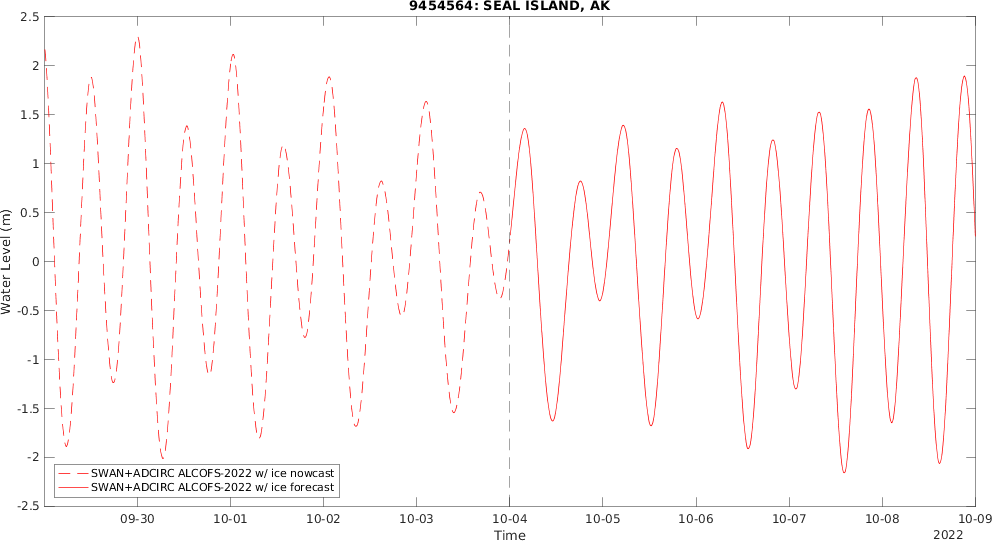 9454564: SEAL ISLAND, AK
2.5
2
1.5
1
0.5
0
-0.5
-1
-1.5
-2
-2.5
Water Level (m)
SWAN+ADCIRC ALCOFS-2022 w/ ice nowcast
SWAN+ADCIRC ALCOFS-2022 w/ ice forecast
09-30 10-01 10-02 10-03 10-04 10-05 10-06 10-07 10-08 10-09
Time
2022